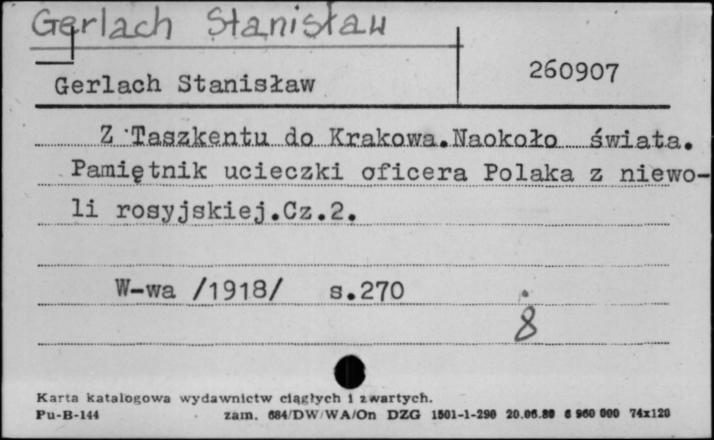 Gerlach Stanisław
Gerlach Stanisław
260907
Z Taszkentu do Krakowa.Naokoło świata.
Pamiętnik ucieczki oficera Polaka z niewo-
li rosyjskiej.Cz.2.
W-wa /1918/ s.270
8
Karta katalogowa wydawnictw ciągłych i zwartych.
Pu-B-144 zam. 684/DW/WA/On DZG 1501-1-290 20.06.80 6 960 000 74x120